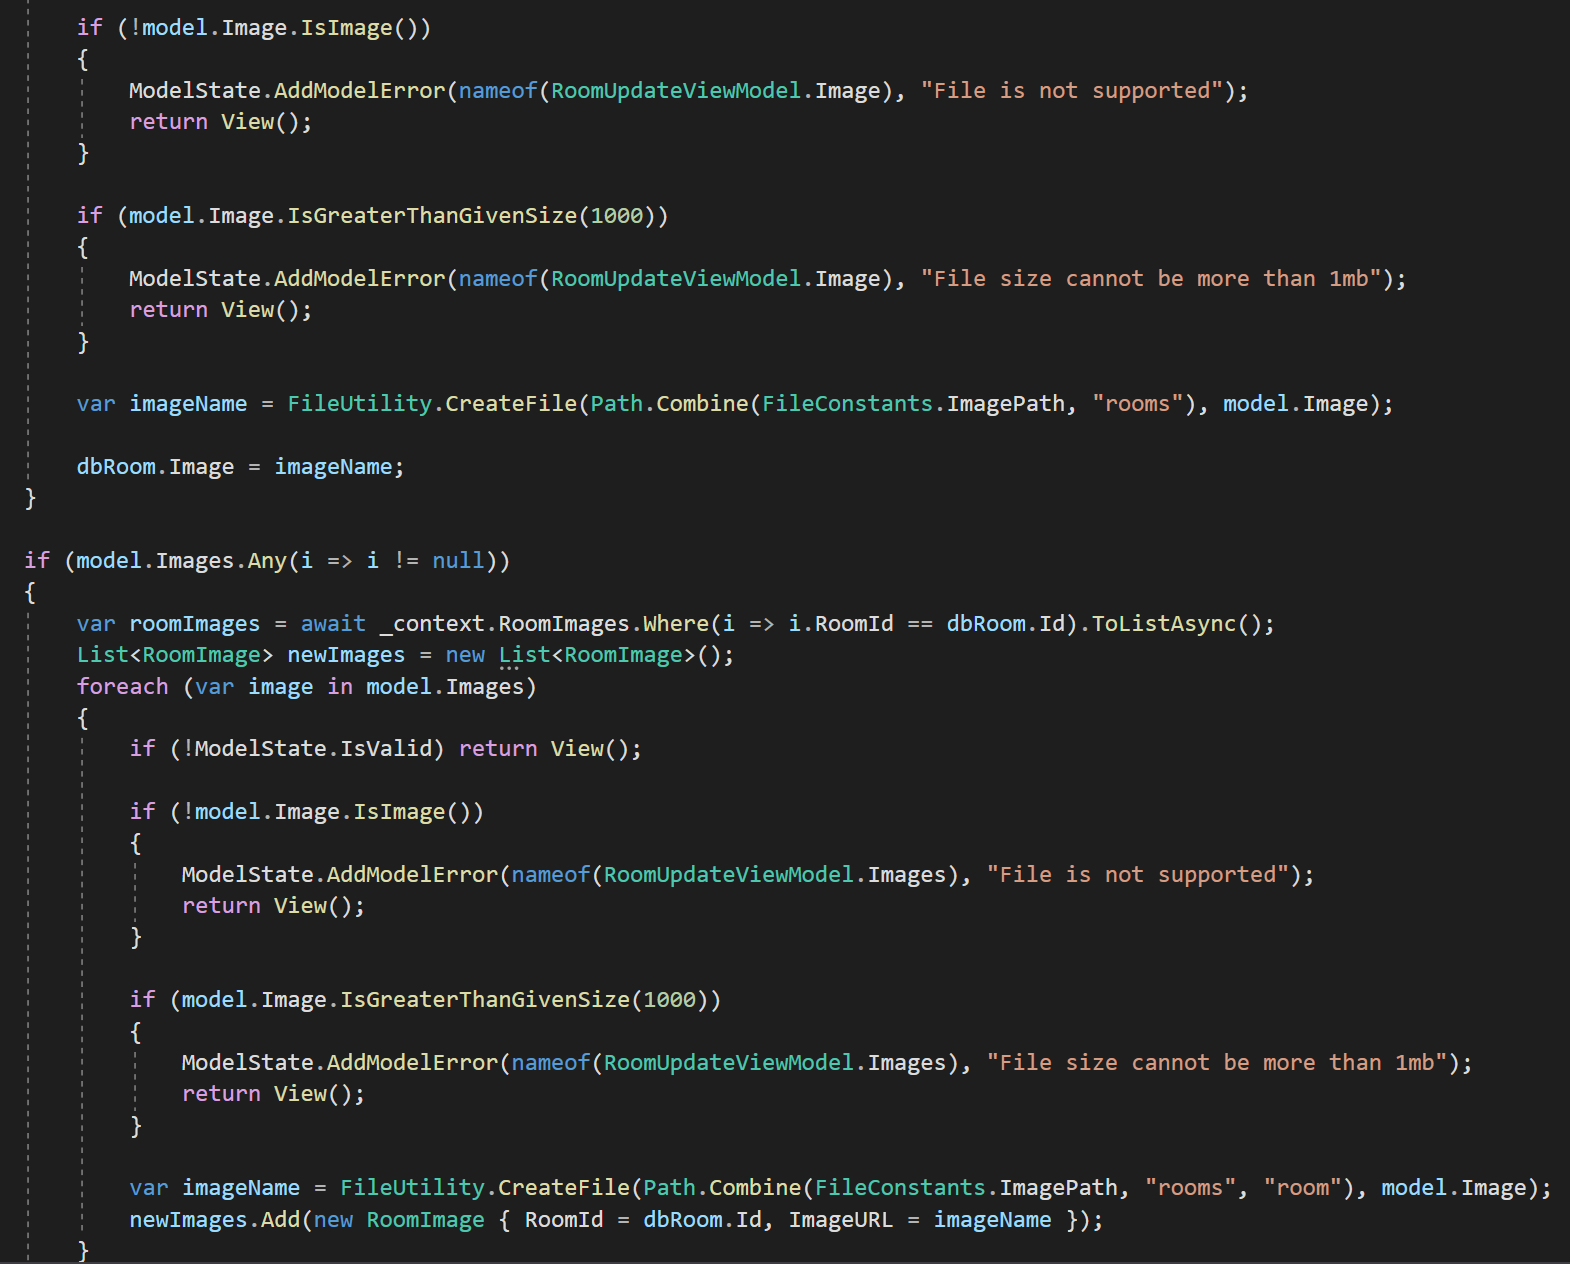 if (!model.Image.IsImage())
{
ModelState.AddModelError(nameof(RoomUpdateViewModel.Image), "File is not supported");
return View();
}
if (model.Image.IsGreaterThanGivenSize(1000))
{
ModelState.AddModelError(nameof(RoomUpdateViewModel.Image), "File size cannot be more than 1mb");
return View();
}
var imageName = FileUtility.CreateFile(Path.Combine(FileConstants.ImagePath, "rooms"), model.Image);
dbRoom.Image = imageName;
}
if (model.Images.Any(i => i != null))
{
var roomImages = await _context.RoomImages.Where(i => i.RoomId == dbRoom.Id).ToListAsync();
List<RoomImage> newImages = new List<RoomImage>();
foreach (var image in model.Images)
{
if (!ModelState.IsValid) return View();
if (!model.Image.IsImage())
{
ModelState.AddModelError(nameof(RoomUpdateViewModel.Images), "File is not supported");
return View();
}
if (model.Image.IsGreaterThanGivenSize(1000))
{
ModelState.AddModelError(nameof(RoomUpdateViewModel.Images), "File size cannot be more than 1mb");
return View();
}
var imageName = FileUtility.CreateFile(Path.Combine(FileConstants.ImagePath, "rooms", "room"), model.Image);
newImages.Add(new RoomImage { RoomId = dbRoom.Id, ImageURL = imageName });
}